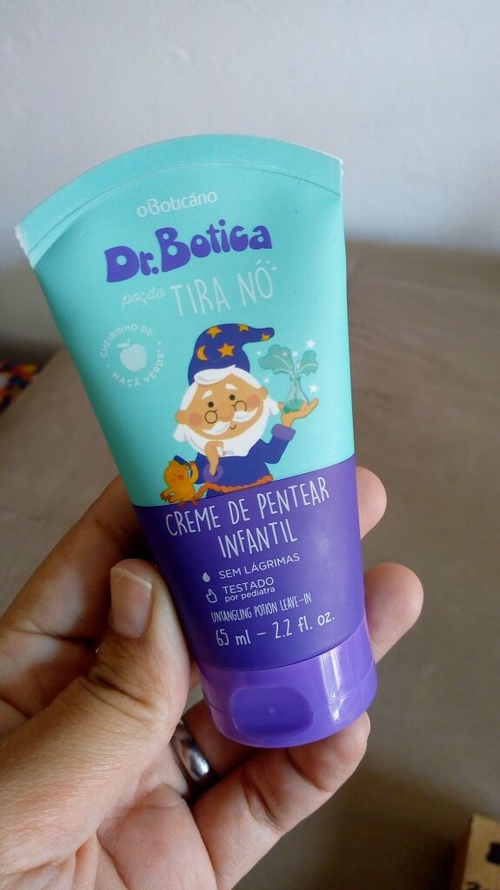 oBoticário
Dr. Botica
poção TIRA NÓ
CHEIRINHO DE
MAÇÃ VERDE
CREME DE PENTEAR
INFANTIL
SEM LÁGRIMAS
TESTADO
por pediatra
UNTANGLING POTION LEAVE-IN
65 ml - 2.2 fl. oz.